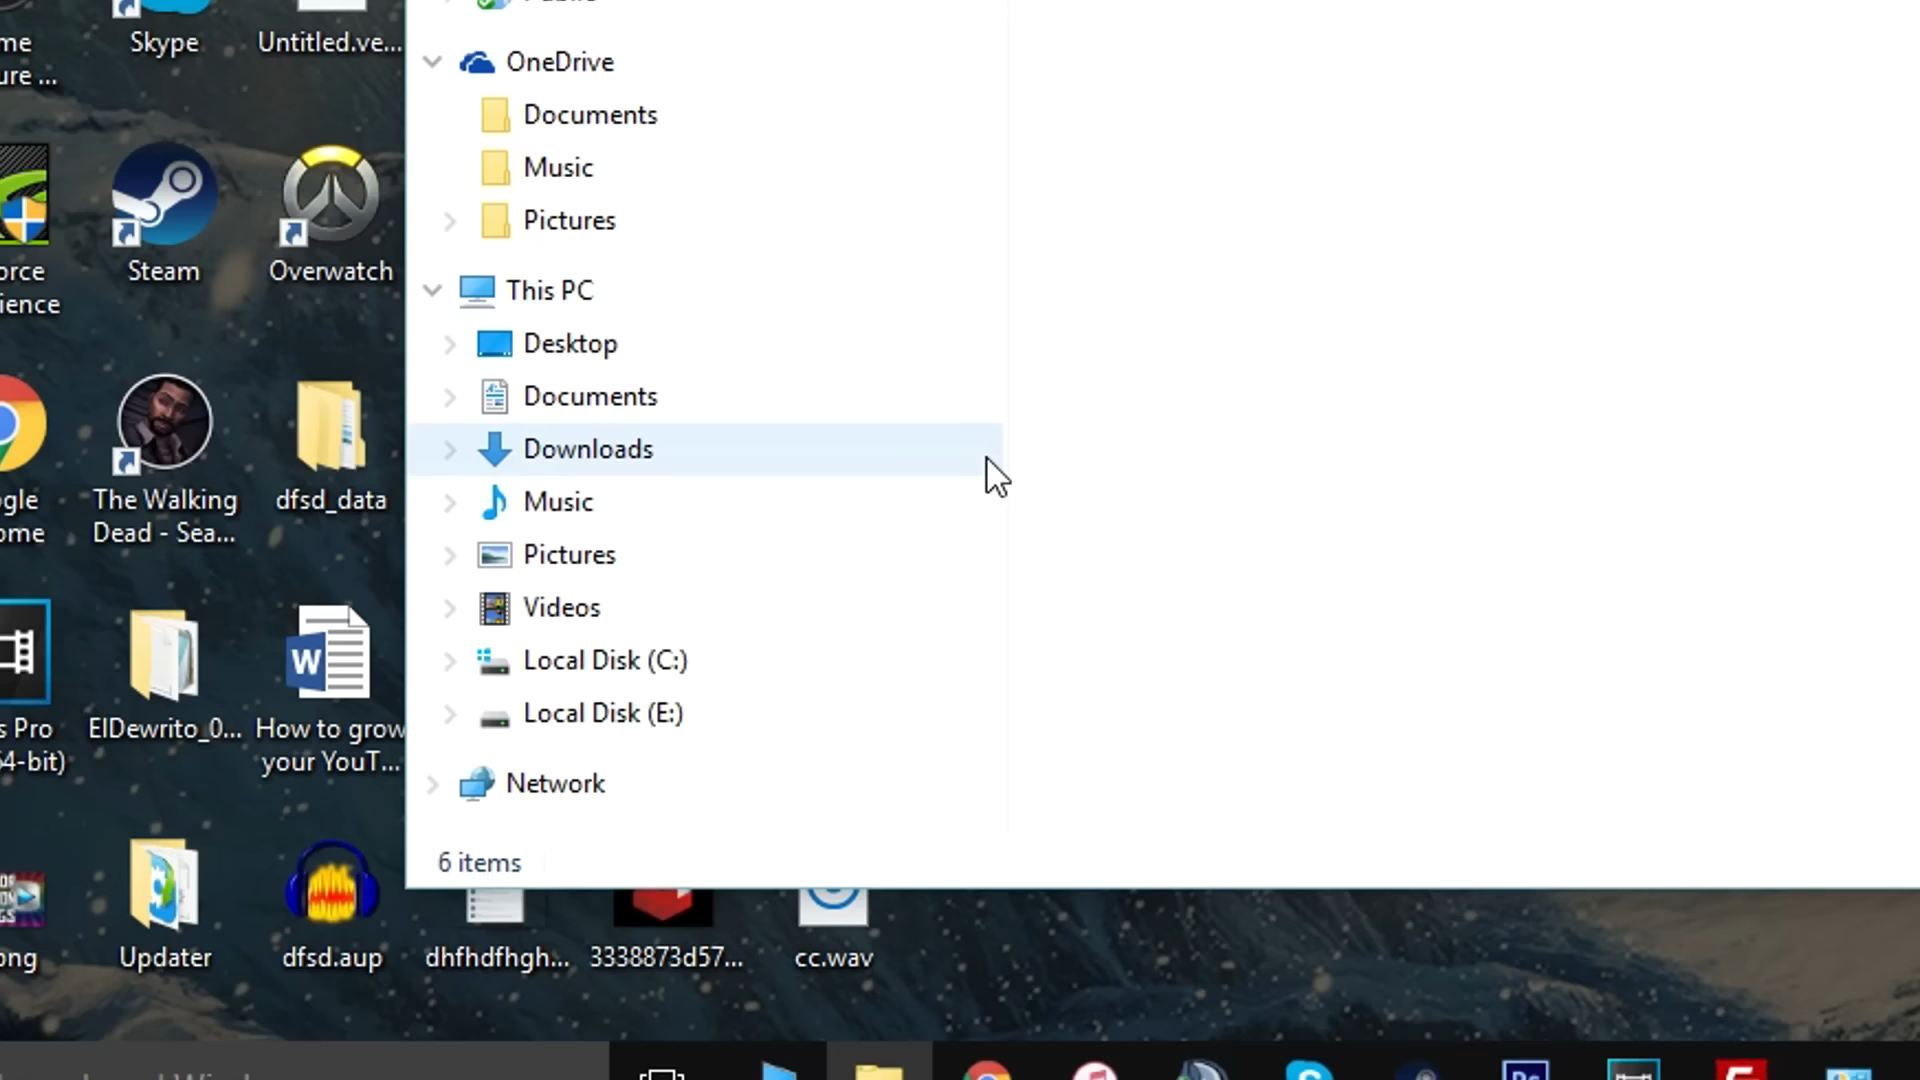 Skype
Untitled.ve...
me
ure ...
OneDrive
Documents
Music
Pictures
This PC
Desktop
Documents
Downloads
Music
Pictures
Videos
Local Disk (C:)
Local Disk (E:)
Network
6 items
Steam
Overwatch
orce
ience
The Walking
Dead - Sea...
dfsd_data
gle
ome
s Pro
64-bit)
ElDewrito_0...
W
How to grow
your YouT...
Updater
dfsd.aup
dhfhdfhgh...
3338873d57...
cc.wav
ong